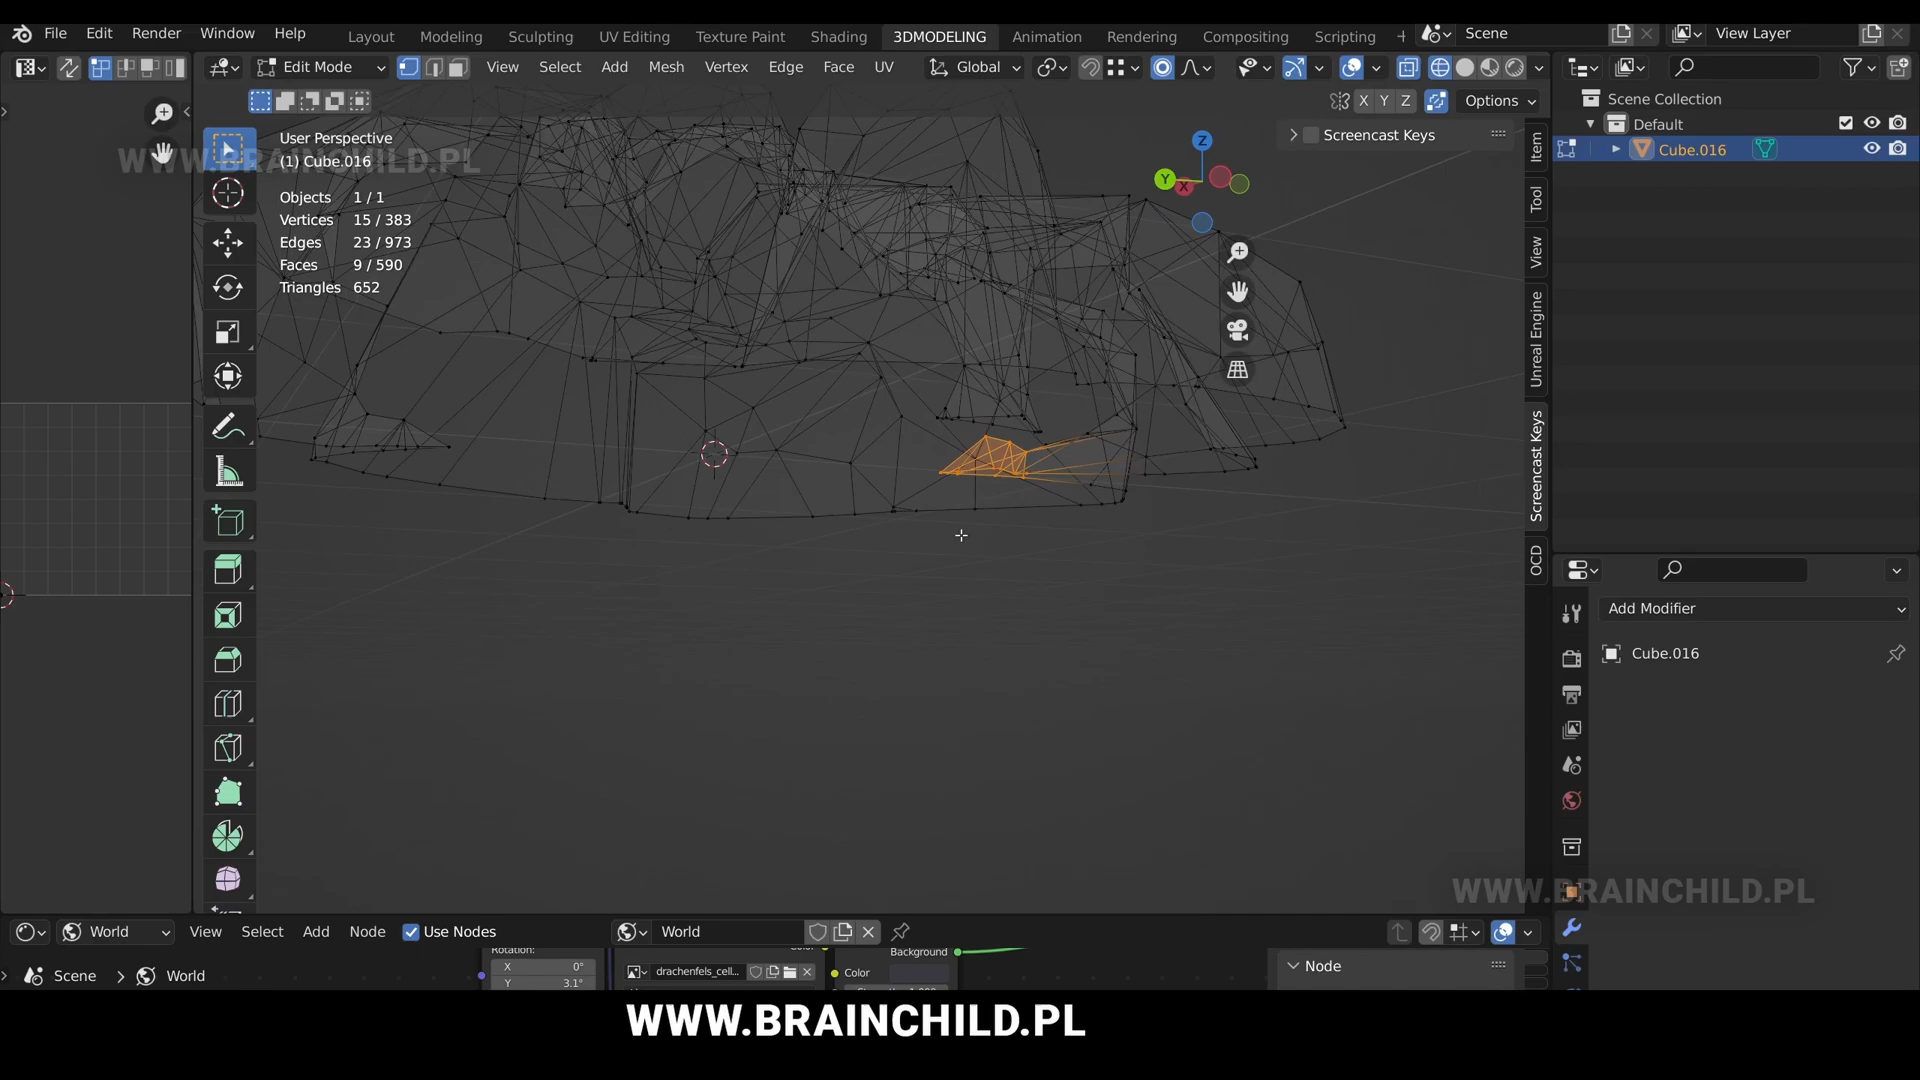 File Edit Render Window Help Layout Modeling Sculpting UV Editing Texture Paint Shading 3DMODELING Animation Rendering Compositing Scripting + Scene View Layer
Edit Mode View Select Add Mesh Vertex Edge Face UV Global
X Y Z Options
User Perspective
(1) Cube.016
WWW.BRAINCHILD.PL
Objects 1 / 1
Vertices 15 / 383
Edges 23 / 973
Faces 9 / 590
Triangles 652
Z
Y
X
Screencast Keys
Item
Tool
View
Unreal Engine
Screencast Keys
OCD
Scene Collection
Default
Cube.016
Add Modifier
Cube.016
WWW.BRAINCHILD.PL
World View Select Add Node Use Nodes World
Rotation:
X 0°
Y 3.1°
drachenfels_cell...
Background
Color
Scene > World
Node
WWW.BRAINCHILD.PL